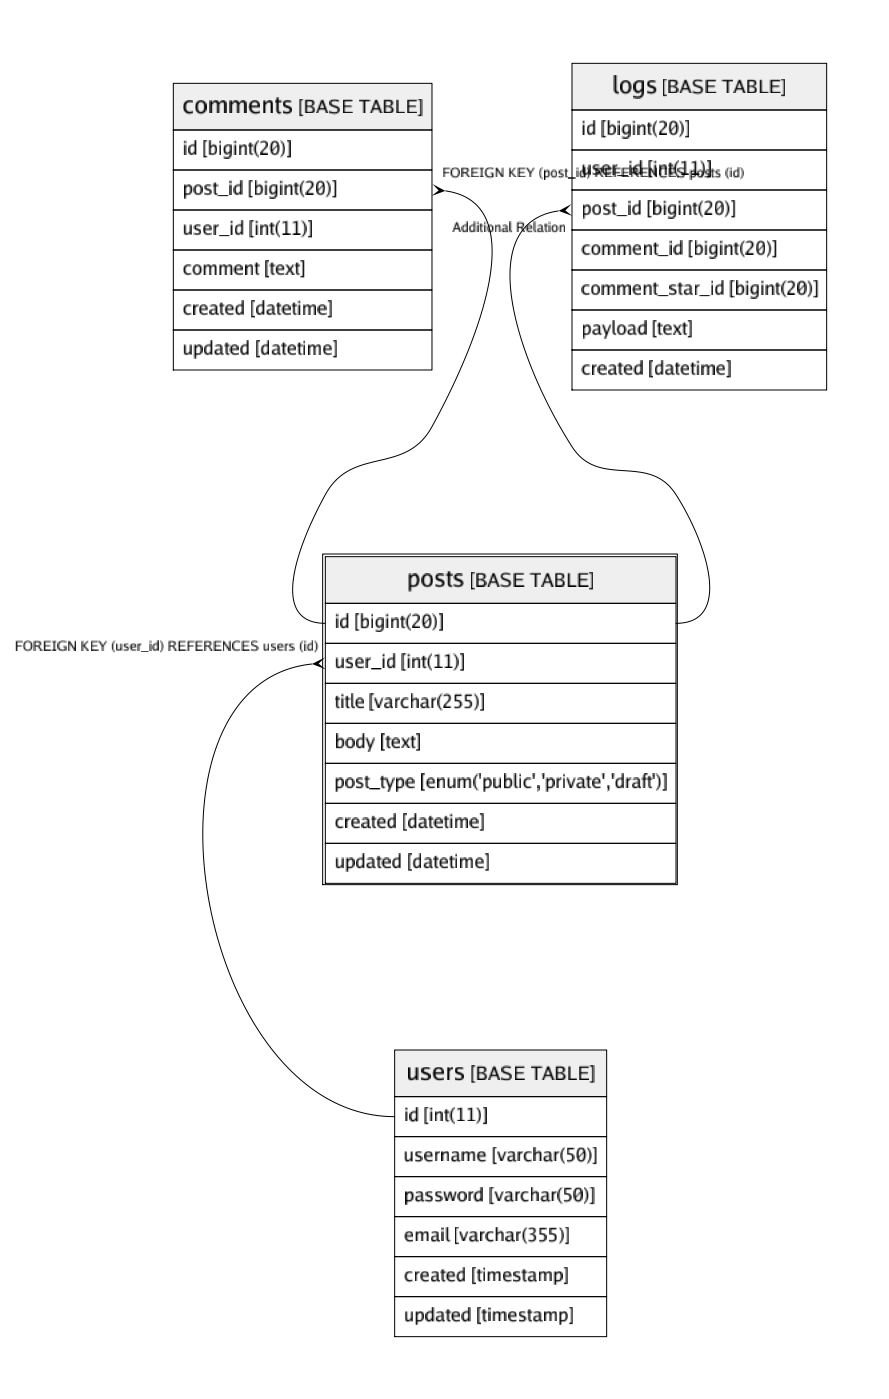 comments [BASE TABLE]
id [bigint(20)]
post_id [bigint(20)]
user_id [int(11)]
comment [text]
created [datetime]
updated [datetime]
logs [BASE TABLE]
id [bigint(20)]
user_id [int(11)]
post_id [bigint(20)]
comment_id [bigint(20)]
comment_star_id [bigint(20)]
payload [text]
created [datetime]
FOREIGN KEY (post_id) REFERENCES posts (id)
Additional Relation
posts [BASE TABLE]
id [bigint(20)]
user_id [int(11)]
title [varchar(255)]
body [text]
post_type [enum('public','private','draft')]
created [datetime]
updated [datetime]
FOREIGN KEY (user_id) REFERENCES users (id)
users [BASE TABLE]
id [int(11)]
username [varchar(50)]
password [varchar(50)]
email [varchar(355)]
created [timestamp]
updated [timestamp]